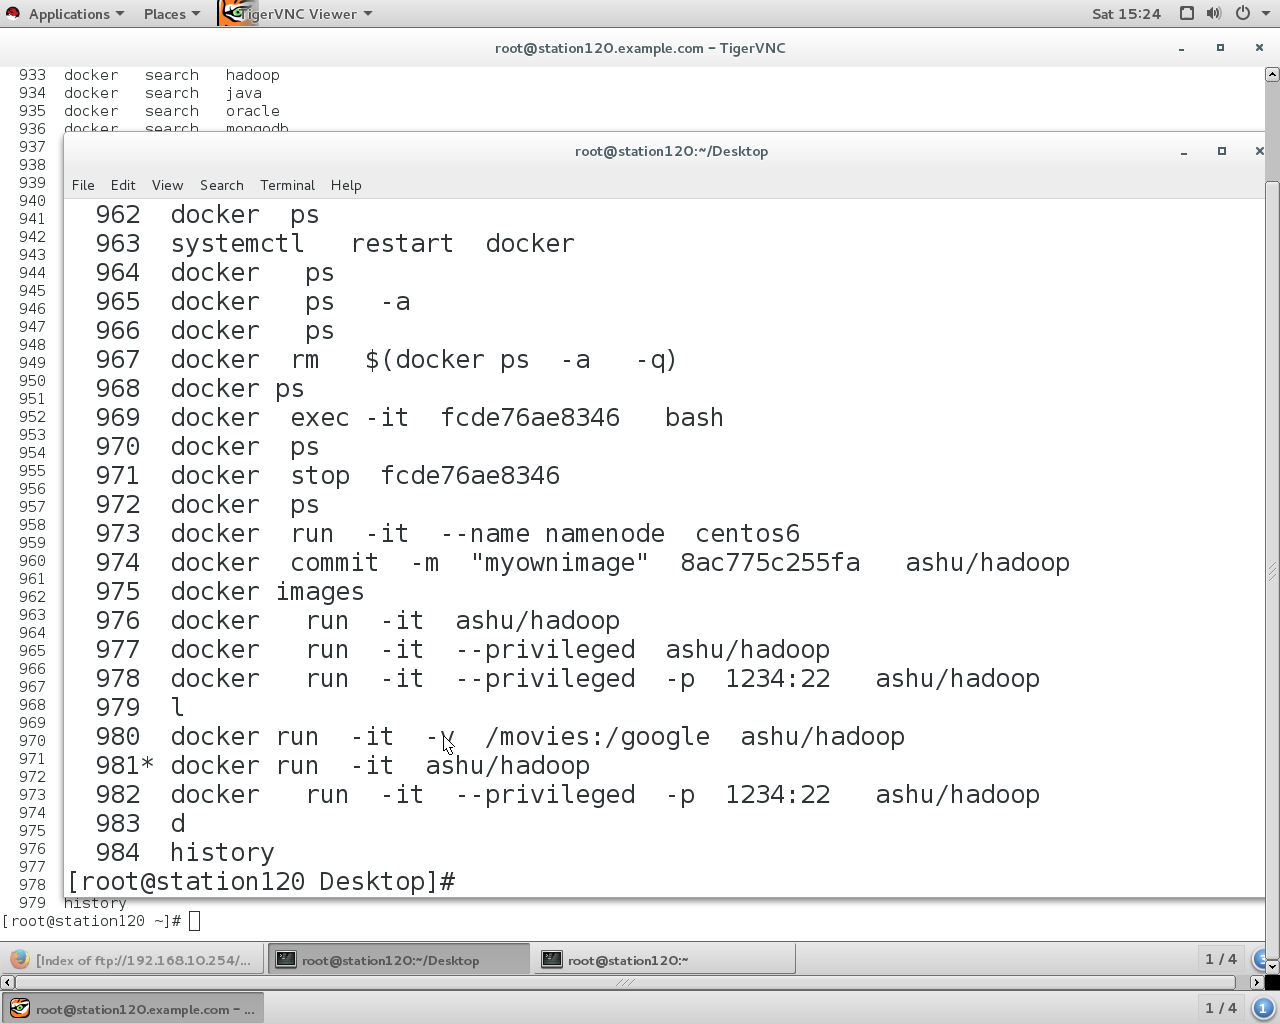 Applications Places TigerVNC Viewer Sat 15:24
root@station120.example.com - TigerVNC
933 docker search hadoop
934 docker search java
935 docker search oracle
936 docker search mongodb
937
938
939
940
941
942
943
944
945
946
947
948
949
950
951
952
953
954
955
956
957
958
959
960
961
962
963
964
965
966
967
968
969
970
971
972
973
974
975
976
977
978
979 history
[root@station120 ~]#
root@station120:~/Desktop
File Edit View Search Terminal Help
962 docker ps
963 systemctl restart docker
964 docker ps
965 docker ps -a
966 docker ps
967 docker rm $(docker ps -a -q)
968 docker ps
969 docker exec -it fcde76ae8346 bash
970 docker ps
971 docker stop fcde76ae8346
972 docker ps
973 docker run -it --name namenode centos6
974 docker commit -m "myownimage" 8ac775c255fa ashu/hadoop
975 docker images
976 docker run -it ashu/hadoop
977 docker run -it --privileged ashu/hadoop
978 docker run -it --privileged -p 1234:22 ashu/hadoop
979 l
980 docker run -it -v /movies:/google ashu/hadoop
981* docker run -it ashu/hadoop
982 docker run -it --privileged -p 1234:22 ashu/hadoop
983 d
984 history
[root@station120 Desktop]#
[Index of ftp://192.168.10.254/... root@station120:~/Desktop root@station120:~ 1 / 4
root@station120.example.com - ... 1 / 4 1